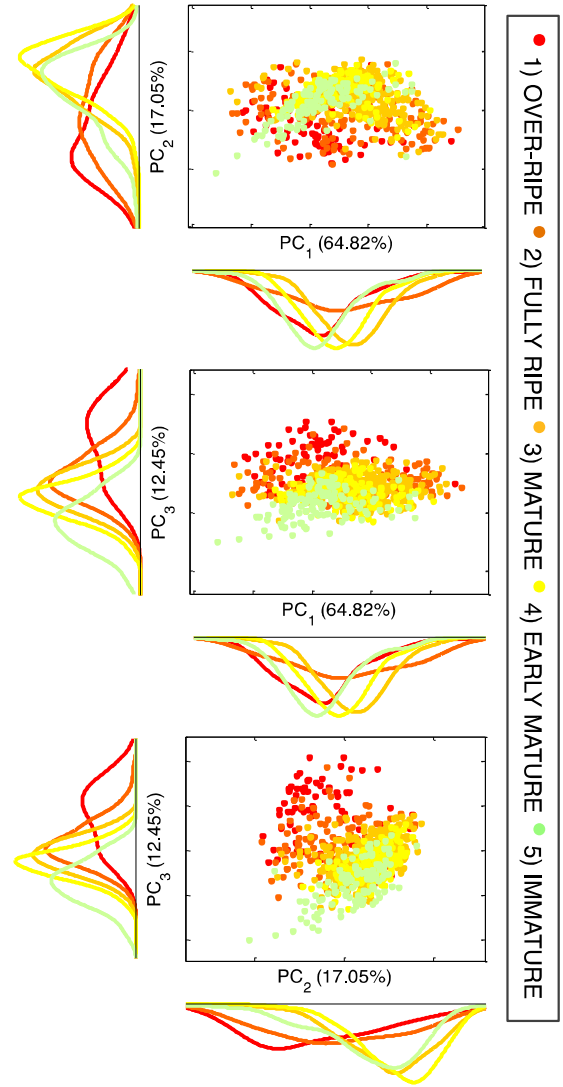 PC2 (17.05%)
PC1 (64.82%)
PC3 (12.45%)
PC1 (64.82%)
PC3 (12.45%)
PC2 (17.05%)
1) OVER-RIPE 2) FULLY RIPE 3) MATURE 4) EARLY MATURE 5) IMMATURE